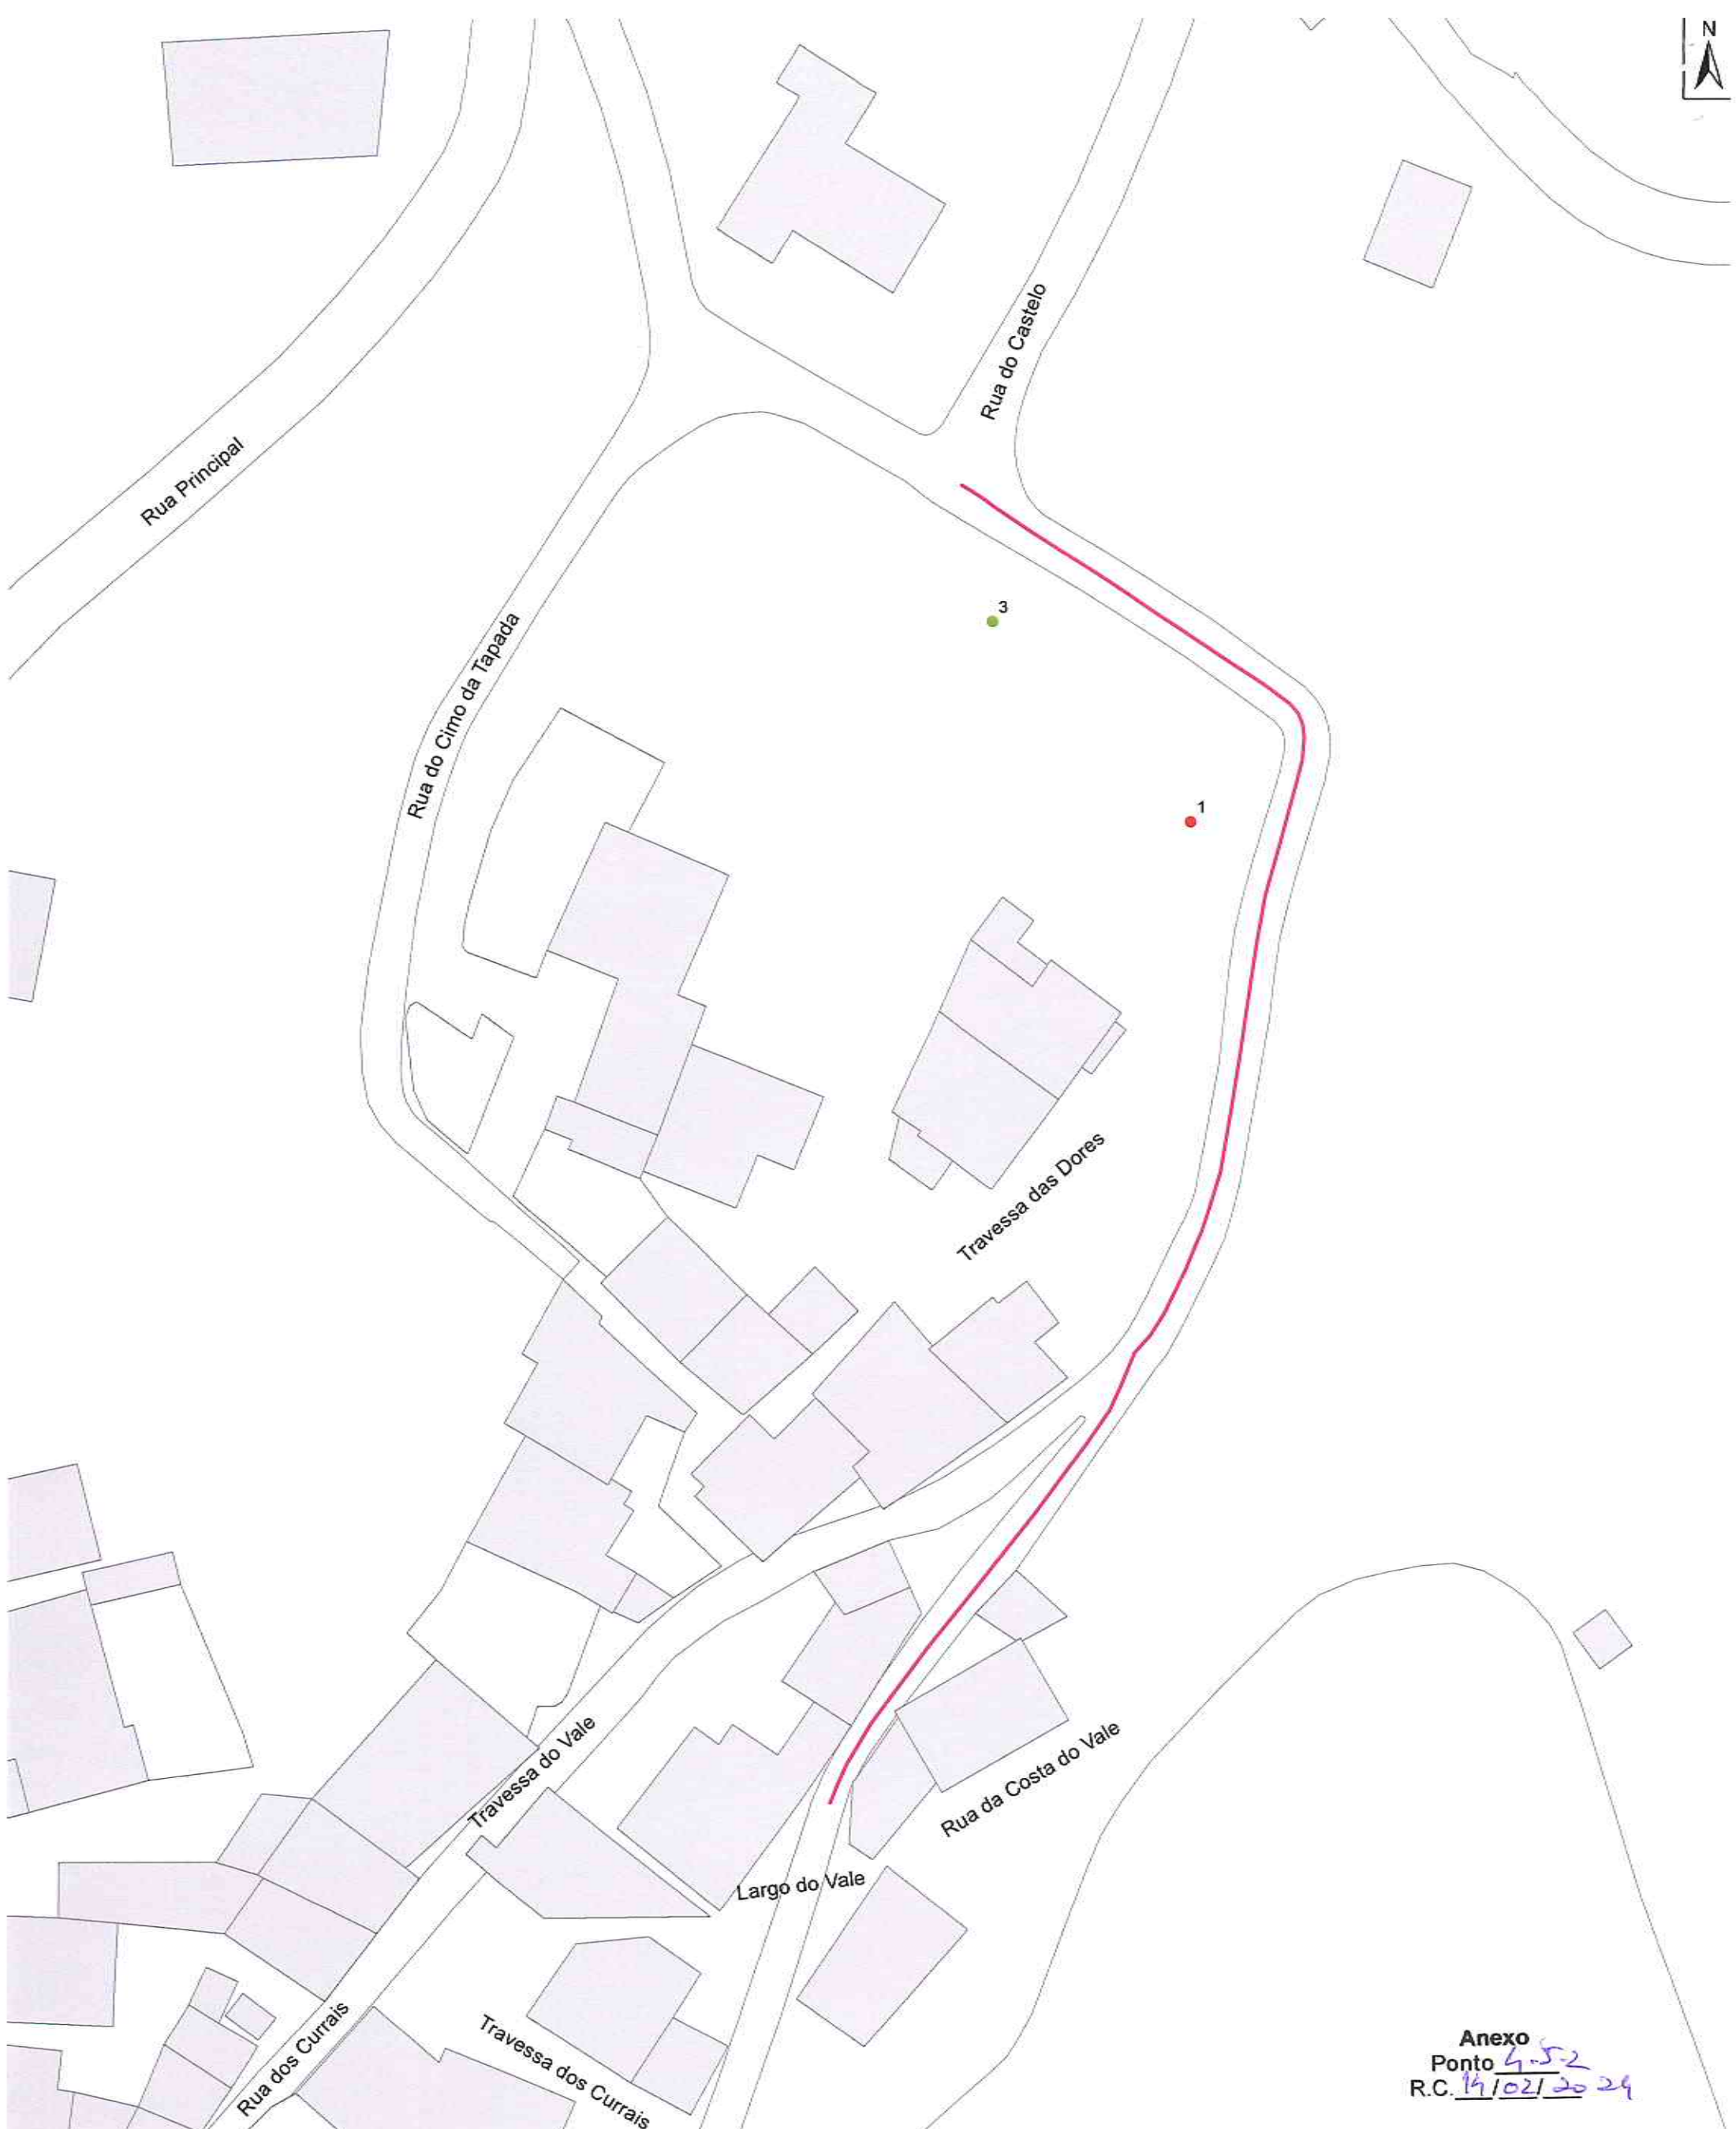 N
Rua do Castelo
Rua Principal
3
Rua do Cimo da Tapada
1
Travessa das Dores
Travessa do Vale
Rua da Costa do Vale
Largo do Vale
Rua dos Currais
Travessa dos Currais
Anexo
Ponto 4.5.2
R.C. 14/02/2024